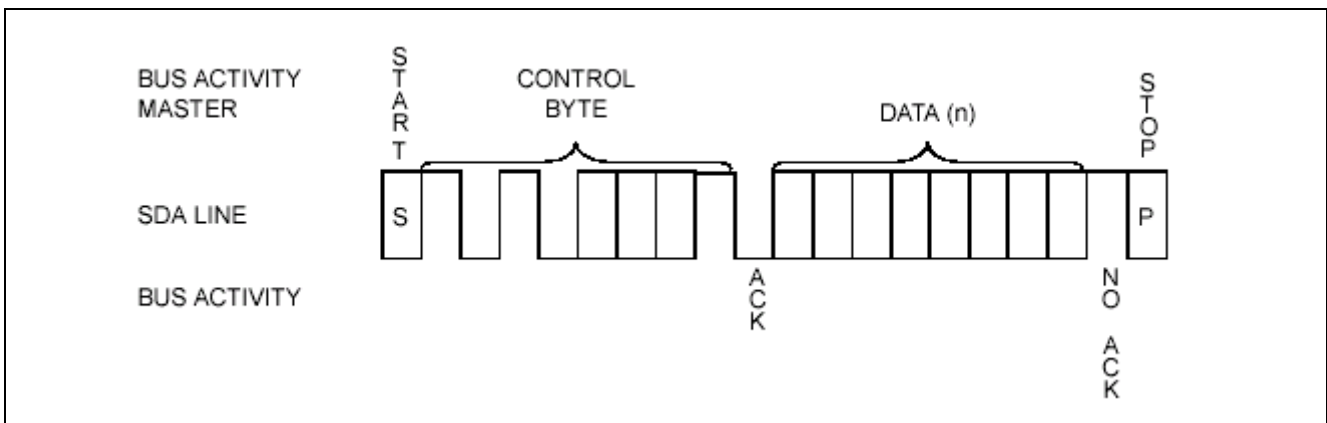 BUS ACTIVITY
MASTER
START
CONTROL
BYTE
DATA (n)
STOP
SDA LINE
S
P
BUS ACTIVITY
ACK
NO ACK